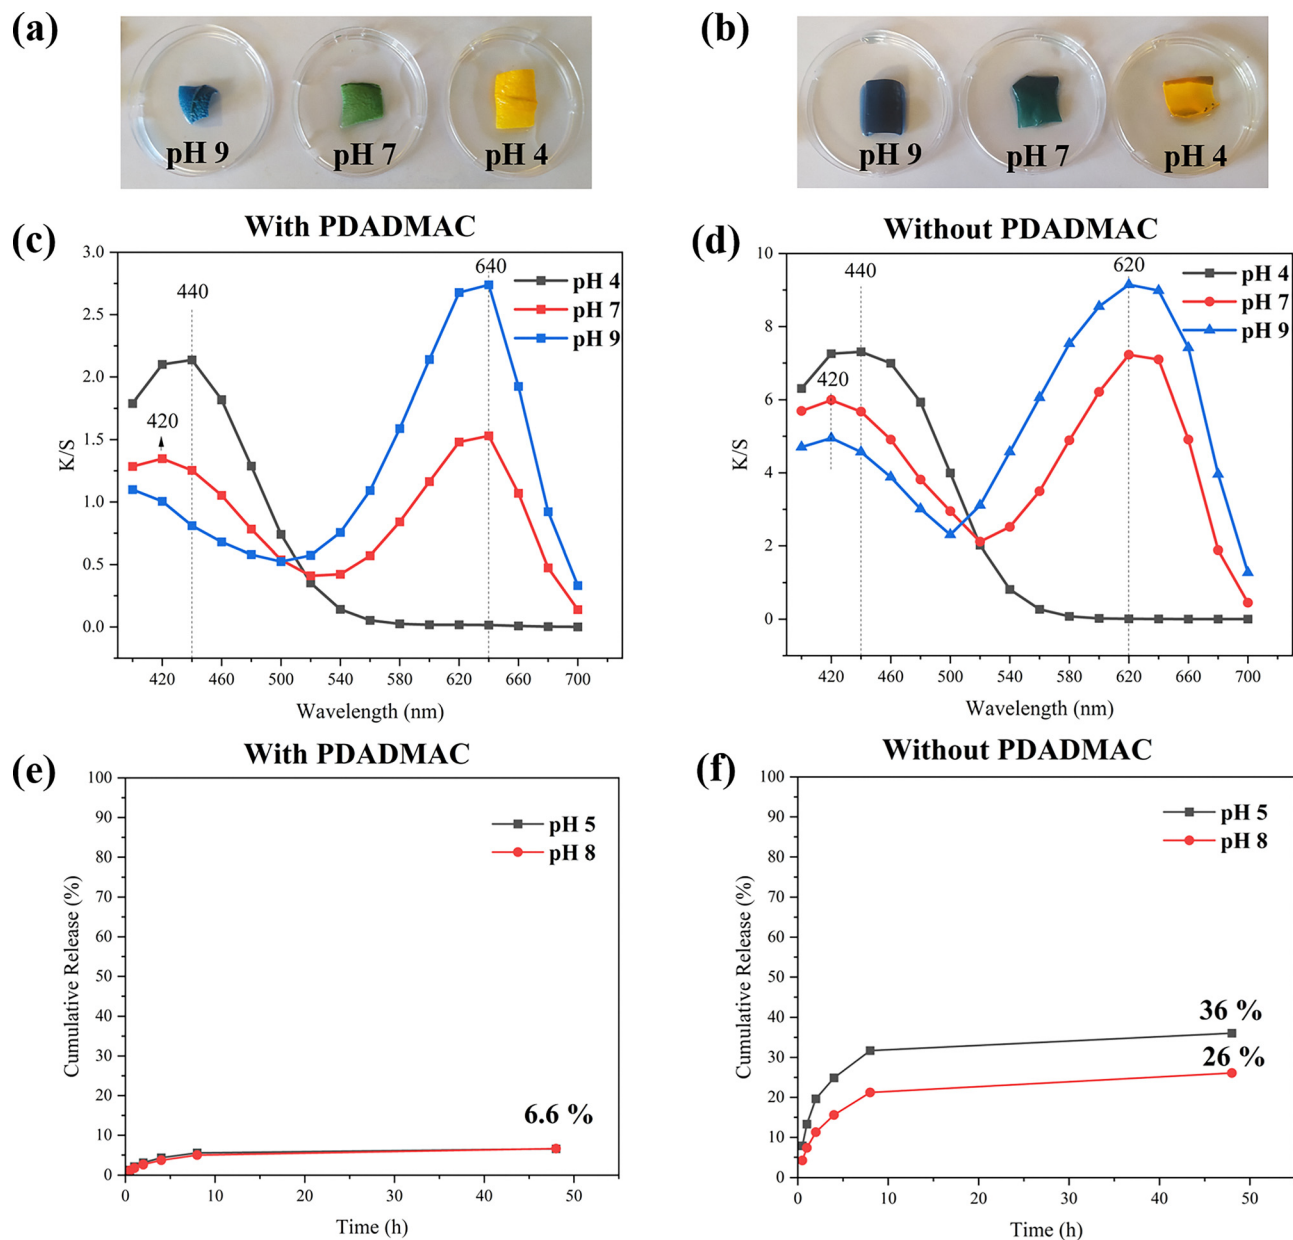 (a)
pH 9
pH 7
pH 4
(b)
pH 9
pH 7
pH 4
With PDADMAC
(c)
3.0
2.5
2.0
1.5
1.0
0.5
0.0
K/S
440
420
640
pH 4
pH 7
pH 9
420 460 500 540 580 620 660 700
Wavelength (nm)
Without PDADMAC
(d)
10
8
6
4
2
0
K/S
440
420
620
pH 4
pH 7
pH 9
420 460 500 540 580 620 660 700
Wavelength (nm)
With PDADMAC
(e)
100
90
80
70
60
50
40
30
20
10
0
Cumulative Release (%)
pH 5
pH 8
6.6 %
0 10 20 30 40 50
Time (h)
Without PDADMAC
(f)
100
90
80
70
60
50
40
30
20
10
0
Cumulative Release (%)
pH 5
pH 8
36 %
26 %
0 10 20 30 40 50
Time (h)